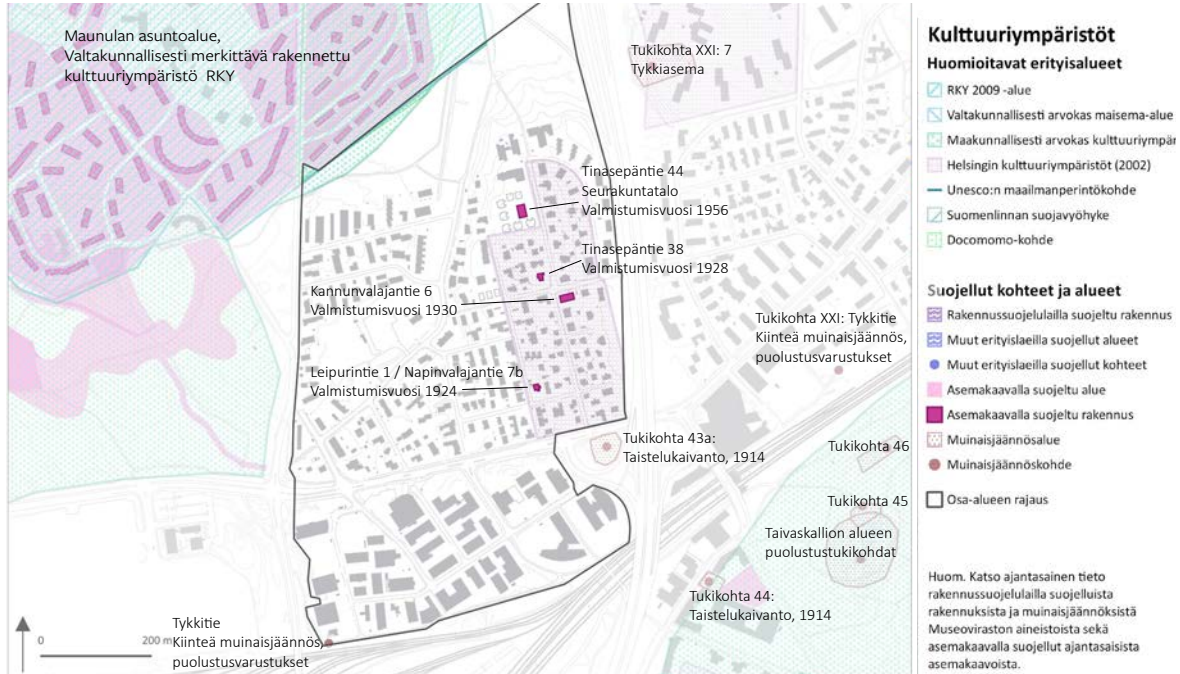 Maunulan asuntoalue,
Valtakunnallisesti merkittävä rakennettu
kulttuuriympäristö RKY
Tukikohta XXI: 7
Tykkiasema
Tinasepäntie 44
Seurakuntatalo
Valmistumisvuosi 1956
Tinasepäntie 38
Valmistumisvuosi 1928
Kannunvalajantie 6
Valmistumisvuosi 1930
Tukikohta XXI: Tykkitie
Kiinteä muinaisjäännös,
puolustusvarustukset
Leipurintie 1 / Napinvalajantie 7b
Valmistumisvuosi 1924
Tukikohta 43a:
Taistelukaivanto, 1914
Tukikohta 46
Tukikohta 45
Taivaskallion alueen
puolustustukikohdat
Tukikohta 44:
Taistelukaivanto, 1914
Tykkitie
Kiinteä muinaisjäännös,
puolustusvarustukset
0 200 m
Kulttuuriympäristöt
Huomioitavat erityisalueet
RKY 2009 -alue
Valtakunnallisesti arvokas maisema-alue
Maakunnallisesti arvokas kulttuuriympär
Helsingin kulttuuriympäristöt (2002)
Unesco:n maailmanperintökohde
Suomenlinnan suojavyöhyke
Docomomo-kohde
Suojellut kohteet ja alueet
Rakennussuojelulailla suojeltu rakennus
Muut erityislaeilla suojellut alueet
Muut erityislaeilla suojellut kohteet
Asemakaavalla suojeltu alue
Asemakaavalla suojeltu rakennus
Muinaisjäännösalue
Muinaisjäännöskohde
Osa-alueen rajaus
Huom. Katso ajantasainen tieto
rakennussuojelulailla suojelluista
rakennuksista ja muinaisjäännöksistä
Museoviraston aineistoista sekä
asemakaavalla suojellut ajantasaisista
asemakaavoista.